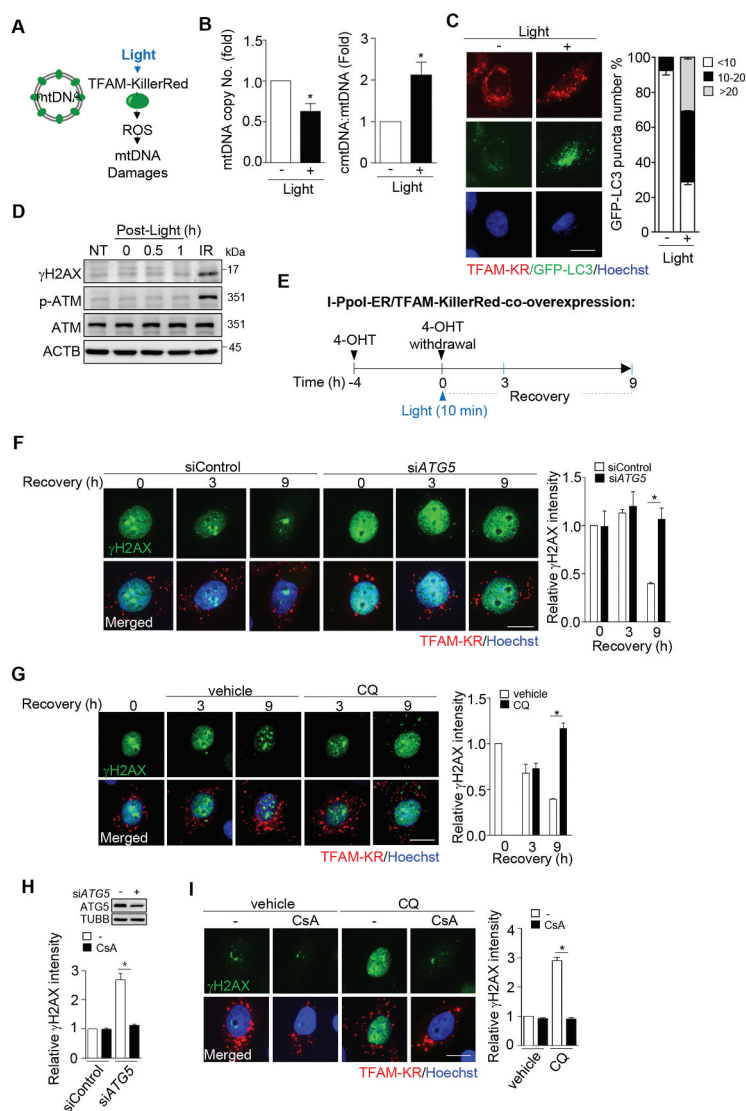 A
Light
TFAM-KillerRed
mtDNA
ROS
mtDNA
Damages
B
mtDNA copy No. (fold)
1.5
1.0
0.5
0.0
*
- +
Light
cmtDNA:mtDNA (Fold)
3
2
1
0
*
- +
Light
C
Light
- +
TFAM-KR/GFP-LC3/Hoechst
GFP-LC3 puncta number %
100
80
60
40
20
0
- +
Light
<10
10-20
>20
D
Post-Light (h)
NT 0 0.5 1 IR kDa
γH2AX 17
p-ATM 351
ATM 351
ACTB 45
E
I-PpoI-ER/TFAM-KillerRed-co-overexpression:
4-OHT
4-OHT
withdrawal
Time (h) -4 0 3 9
Recovery
Light (10 min)
F
siControl siATG5
Recovery (h) 0 3 9 0 3 9
γH2AX
Merged
TFAM-KR/Hoechst
siControl
siATG5
Relative γH2AX intensity
1.5
1.0
0.5
0.0
*
0 3 9
Recovery (h)
G
vehicle CQ
Recovery (h) 0 3 9 3 9
γH2AX
Merged
TFAM-KR/Hoechst
vehicle
CQ
Relative γH2AX intensity
1.5
1.0
0.5
0
*
0 3 9
Recovery (h)
H
siATG5 - +
ATG5
TUBB
-
CsA
Relative γH2AX intensity
4
3
2
1
0
*
siControl
siATG5
I
vehicle CQ
- CsA - CsA
γH2AX
Merged
TFAM-KR/Hoechst
-
CsA
Relative γH2AX intensity
4
3
2
1
0
*
vehicle
CQ